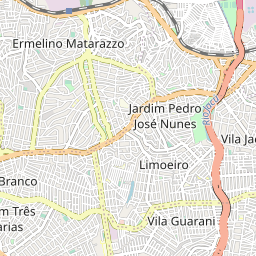 Ermelino Matarazzo
Jardim Pedro
José Nunes
Vila Ja
Limoeiro
Branco
m Três
arias
Vila Guarani